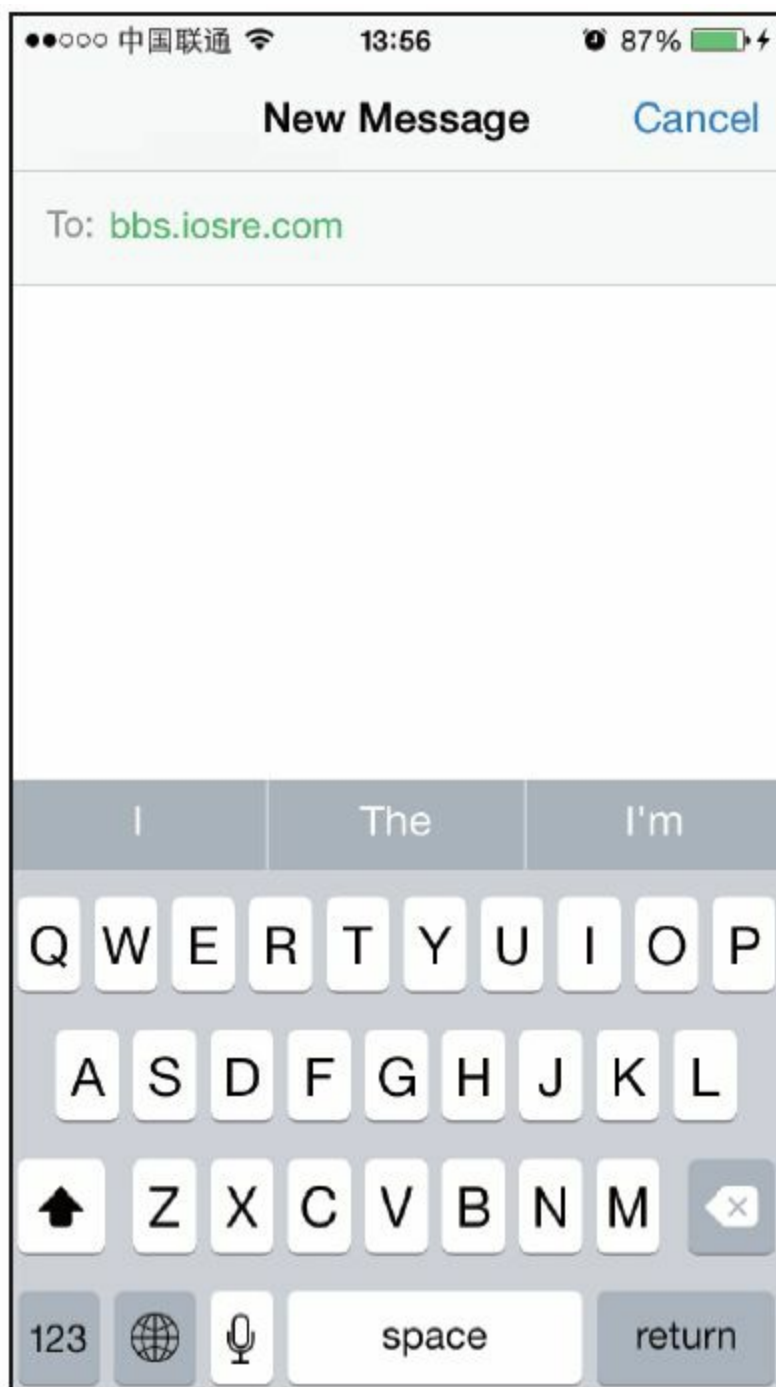 中国联通 13:56 87%
New Message Cancel
To: bbs.iosre.com
I The I'm
Q W E R T Y U I O P
A S D F G H J K L
Z X C V B N M
123 space return